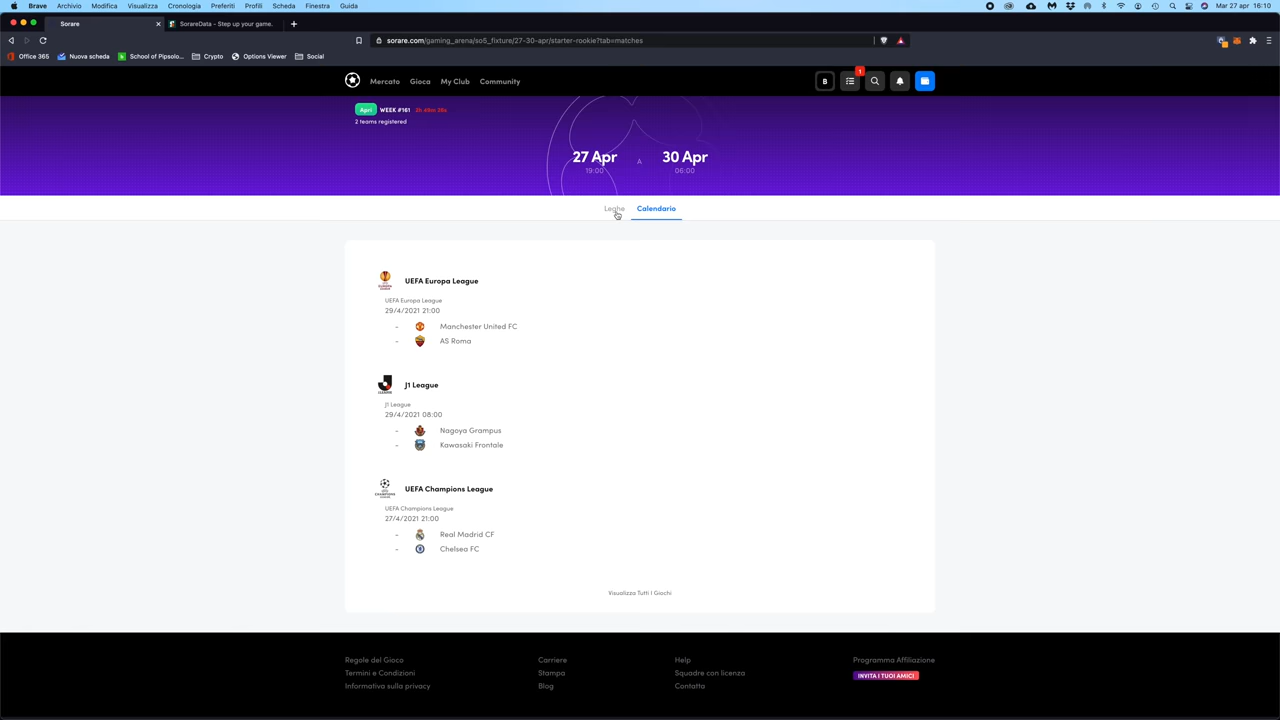 Brave Archivio Modifica Visualizza Cronologia Preferiti Profili Scheda Finestra Guida Mar 27 apr 16:10
Sorare SorareData - Step up your game.
sorare.com/gaming_arena/so5_fixture/27-30-apr/starter-rookie?tab=matches
Office 365 Nuova scheda School of Pipsolo... Crypto Options Viewer Social
Mercato Gioca My Club Community B 1
Apri WEEK #161
2 teams registered
27 Apr A 30 Apr
19:00 06:00
Leghe Calendario
UEFA Europa League
UEFA Europa League
29/4/2021 21:00
- Manchester United FC
- AS Roma
J1 League
J1 League
29/4/2021 08:00
- Nagoya Grampus
- Kawasaki Frontale
UEFA Champions League
UEFA Champions League
27/4/2021 21:00
- Real Madrid CF
- Chelsea FC
Visualizza Tutti I Giochi
Regole del Gioco Carriere Help Programma Affiliazione
Termini e Condizioni Stampa Squadre con licenza INVITA I TUOI AMICI
Informativa sulla privacy Blog Contatta